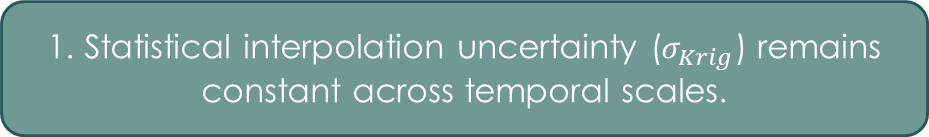 1. Statistical interpolation uncertainty (σ_Krig) remains
constant across temporal scales.